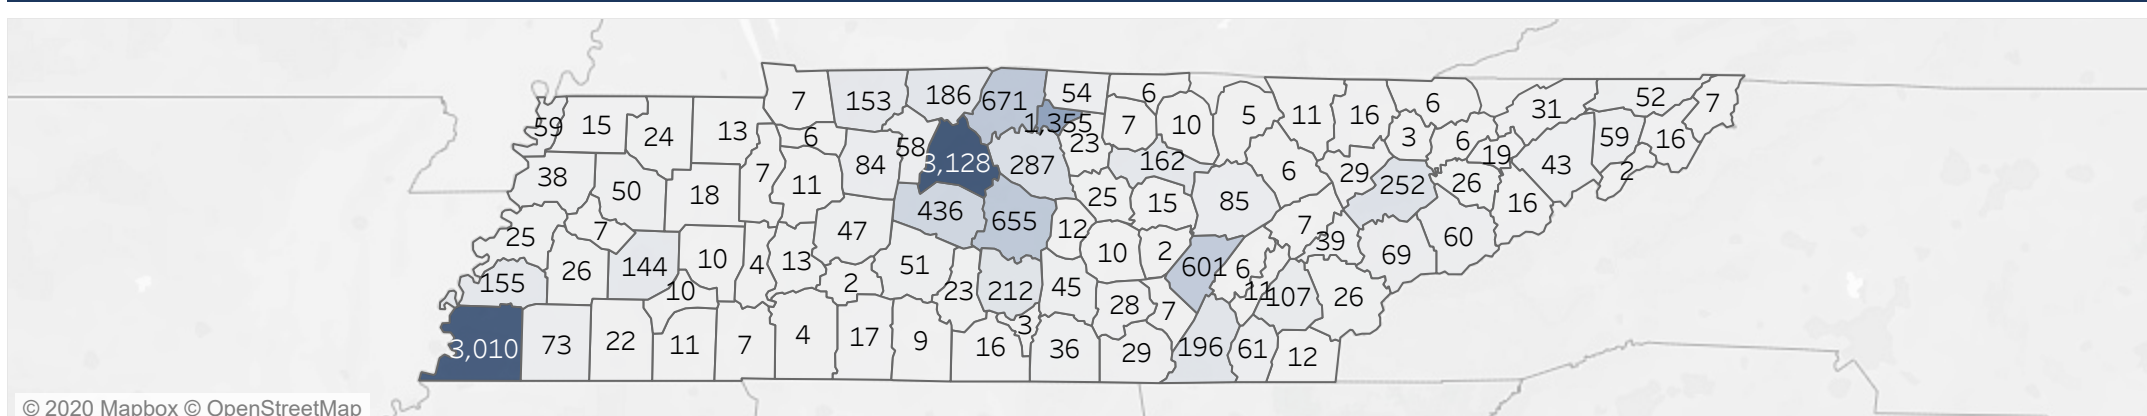 7 153 186 671 54 6 5 11 16 6 31 52 7
59 15 24 13 6 58 1,355 23 7 10 3 6 19 59 16
38 50 18 7 11 84 3,128 287 162 6 29 252 26 43 2
25 7 47 436 655 12 25 15 85 7 39 60 16
155 26 144 10 4 13 2 51 23 212 45 10 2 601 6 11 107 26 69
10 28 7
3,010 73 22 11 7 4 17 9 16 3 36 29 196 61 12
© 2020 Mapbox © OpenStreetMap